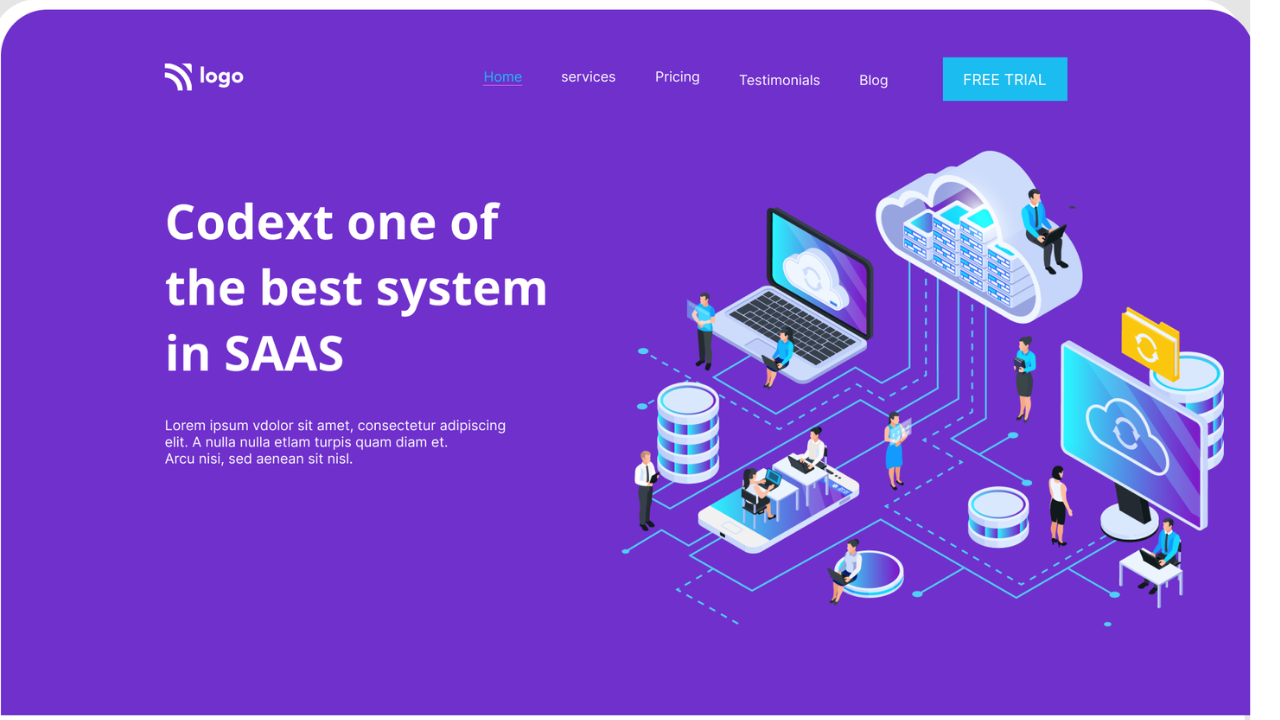 logo
Home
services
Pricing
Testimonials
Blog
FREE TRIAL
Codext one of
the best system
in SAAS
Lorem ipsum vdolor sit amet, consectetur adipiscing
elit. A nulla nulla etlam turpis quam diam et.
Arcu nisi, sed aenean sit nisl.